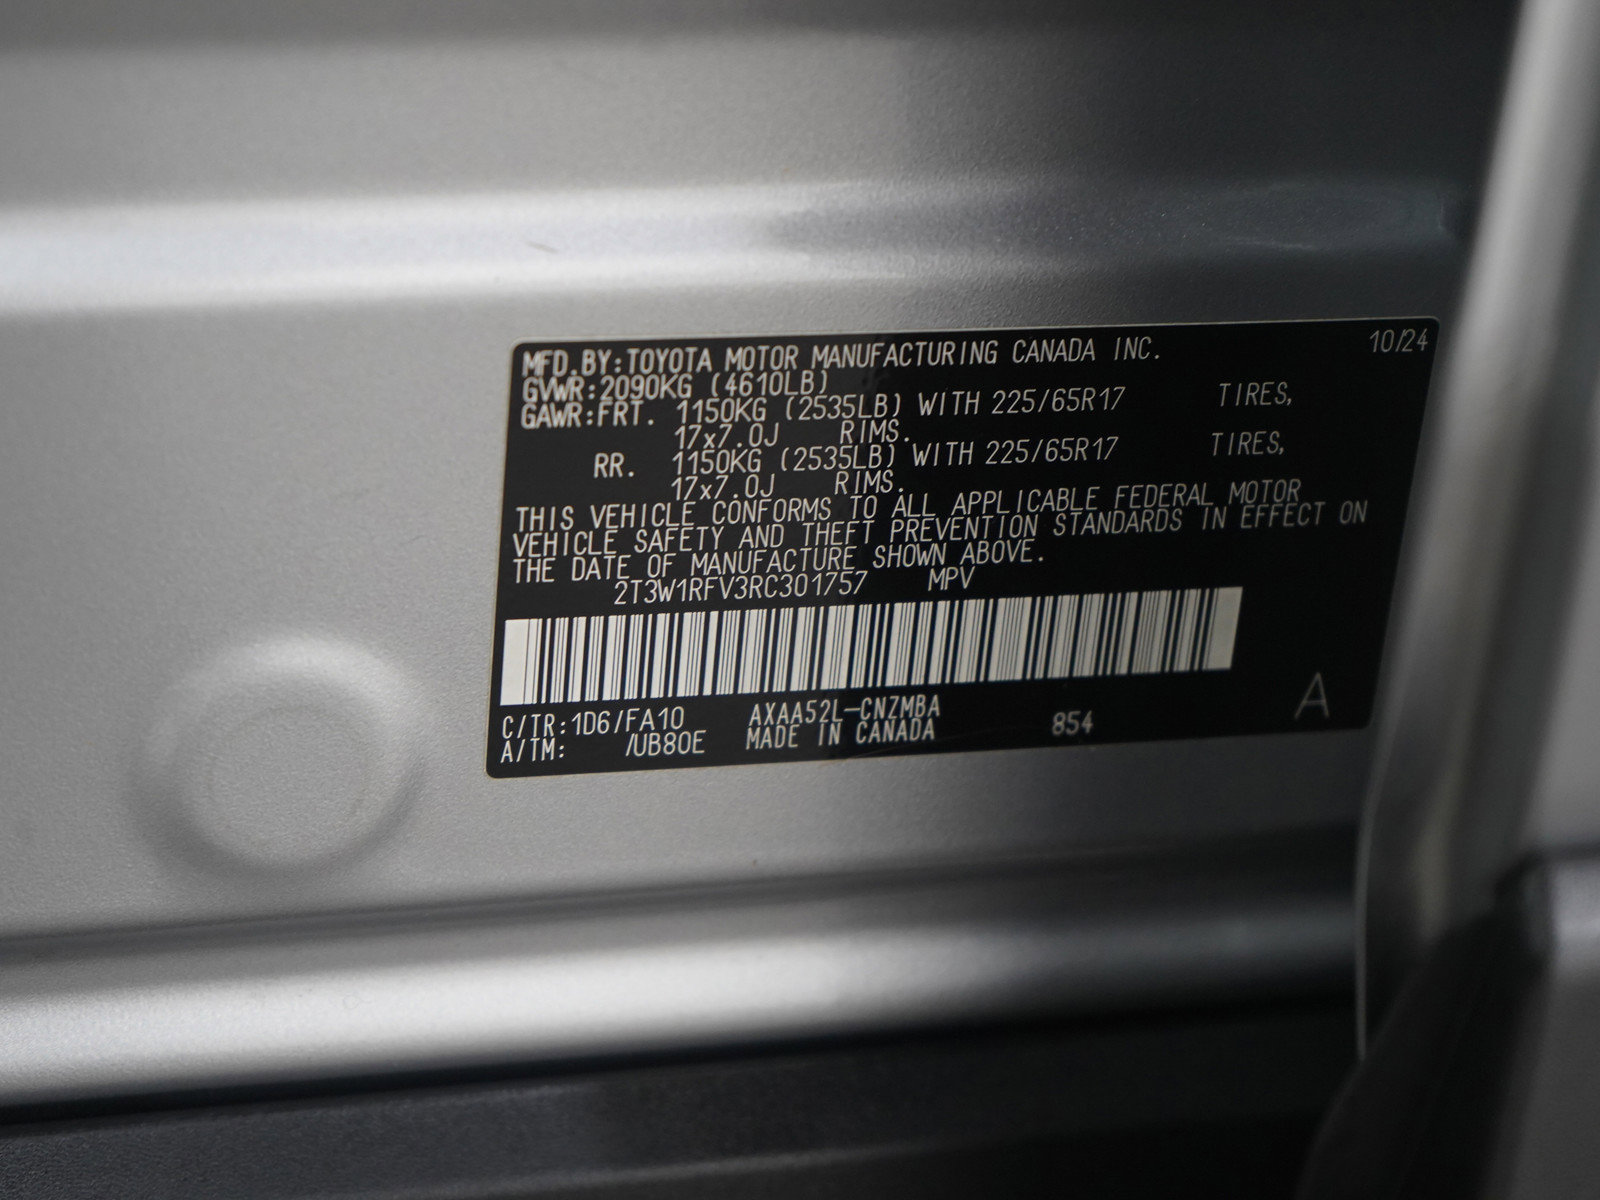 MFD.BY:TOYOTA MOTOR MANUFACTURING CANADA INC. 10/24
GVWR:2090KG (4610LB)
GAWR:FRT. 1150KG (2535LB) WITH 225/65R17 TIRES,
17x7.0J RIMS.
RR. 1150KG (2535LB) WITH 225/65R17 TIRES,
17x7.0J RIMS.
THIS VEHICLE CONFORMS TO ALL APPLICABLE FEDERAL MOTOR
VEHICLE SAFETY AND THEFT PREVENTION STANDARDS IN EFFECT ON
THE DATE OF MANUFACTURE SHOWN ABOVE.
2T3W1RFV3RC301757 MPV
C/TR:1D6/FA10 AXAA52L-CNZMBA 854 A
A/TM: /UB80E MADE IN CANADA